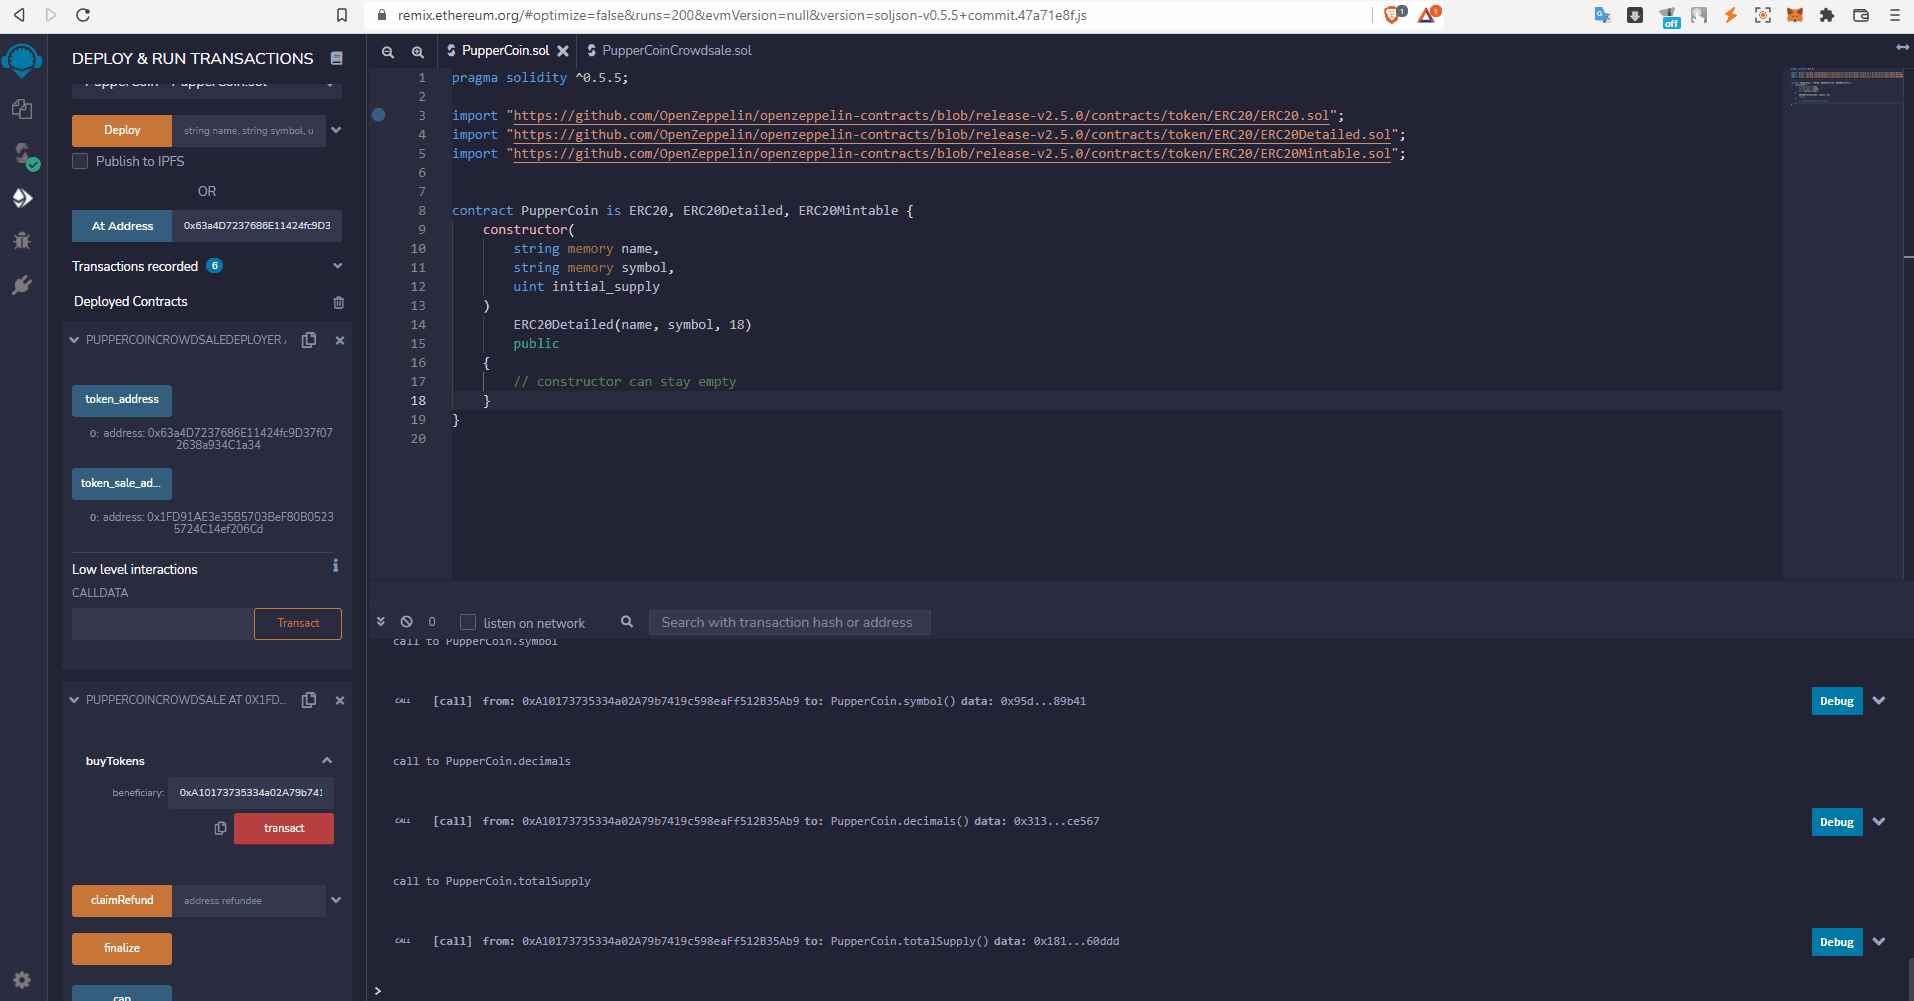 remix.ethereum.org/#optimize=false&runs=200&evmVersion=null&version=soljson-v0.5.5+commit.47a71e8f.js
1
1
off
DEPLOY & RUN TRANSACTIONS
PupperCoin - PupperCoin.sol
Deploy
string name, string symbol, u
Publish to IPFS
OR
At Address
0x63a4D7237686E11424fc9D3
Transactions recorded 6
Deployed Contracts
PUPPERCOINCROWDSALEDEPLOYER
token_address
0: address: 0x63a4D7237686E11424fc9D37f07
2638a934C1a34
token_sale_ad...
0: address: 0x1FD91AE3e35B5703BeF80B0523
5724C14ef206Cd
Low level interactions
CALLDATA
Transact
PUPPERCOINCROWDSALE AT 0X1FD...
buyTokens
beneficiary: 0xA10173735334a02A79b741
transact
claimRefund
address refundee
finalize
cap
PupperCoin.sol
PupperCoinCrowdsale.sol
1 pragma solidity ^0.5.5;
2
3 import "https://github.com/OpenZeppelin/openzeppelin-contracts/blob/release-v2.5.0/contracts/token/ERC20/ERC20.sol";
4 import "https://github.com/OpenZeppelin/openzeppelin-contracts/blob/release-v2.5.0/contracts/token/ERC20/ERC20Detailed.sol";
5 import "https://github.com/OpenZeppelin/openzeppelin-contracts/blob/release-v2.5.0/contracts/token/ERC20/ERC20Mintable.sol";
6
7
8 contract PupperCoin is ERC20, ERC20Detailed, ERC20Mintable {
9 constructor(
10 string memory name,
11 string memory symbol,
12 uint initial_supply
13 )
14 ERC20Detailed(name, symbol, 18)
15 public
16 {
17 // constructor can stay empty
18 }
19 }
20
0
listen on network
Search with transaction hash or address
call to PupperCoin.symbol
CALL [call] from: 0xA10173735334a02A79b7419c598eaFf512B35Ab9 to: PupperCoin.symbol() data: 0x95d...89b41
Debug
call to PupperCoin.decimals
CALL [call] from: 0xA10173735334a02A79b7419c598eaFf512B35Ab9 to: PupperCoin.decimals() data: 0x313...ce567
Debug
call to PupperCoin.totalSupply
CALL [call] from: 0xA10173735334a02A79b7419c598eaFf512B35Ab9 to: PupperCoin.totalSupply() data: 0x181...60ddd
Debug
>